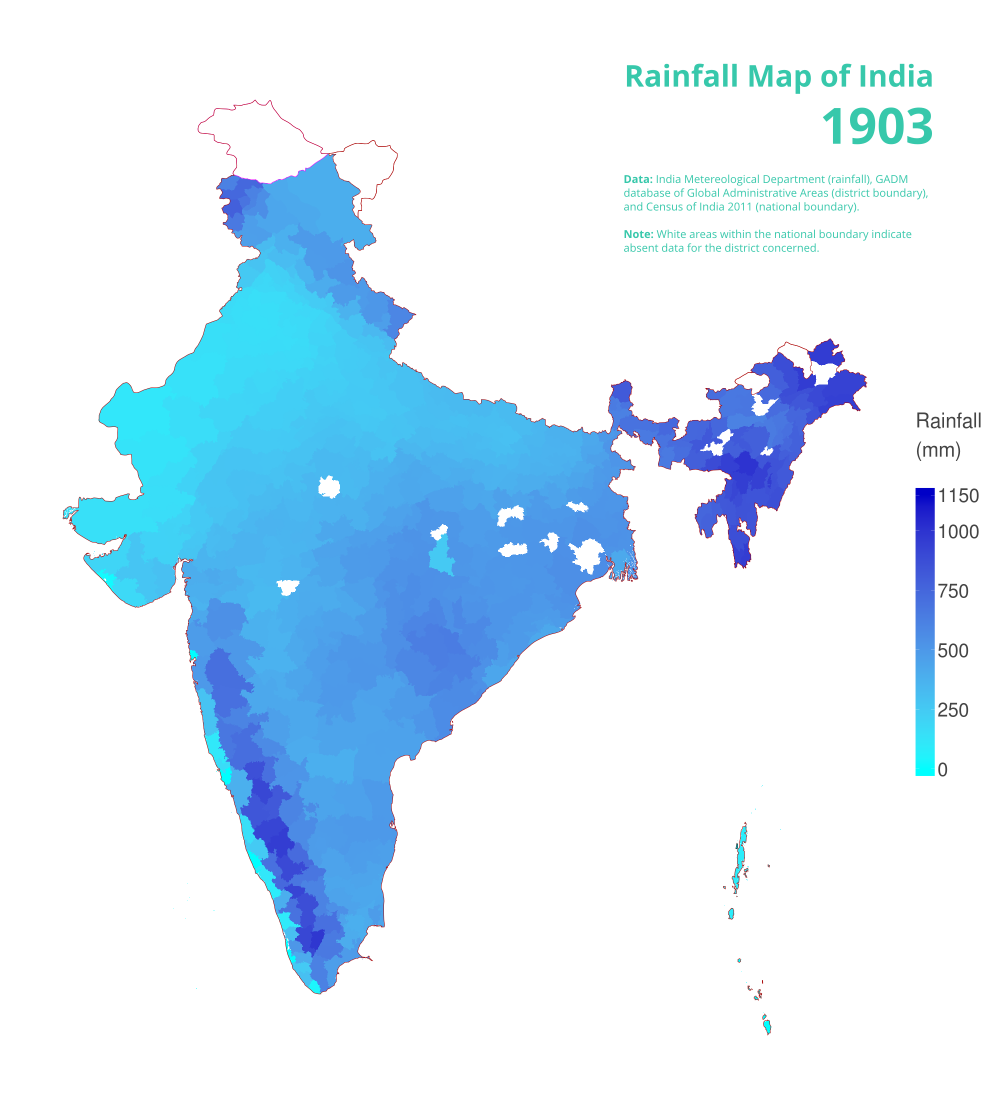 Rainfall Map of India
1903
Data: India Metereological Department (rainfall), GADM
database of Global Administrative Areas (district boundary),
and Census of India 2011 (national boundary).
Note: White areas within the national boundary indicate
absent data for the district concerned.
Rainfall
(mm)
1150
1000
750
500
250
0